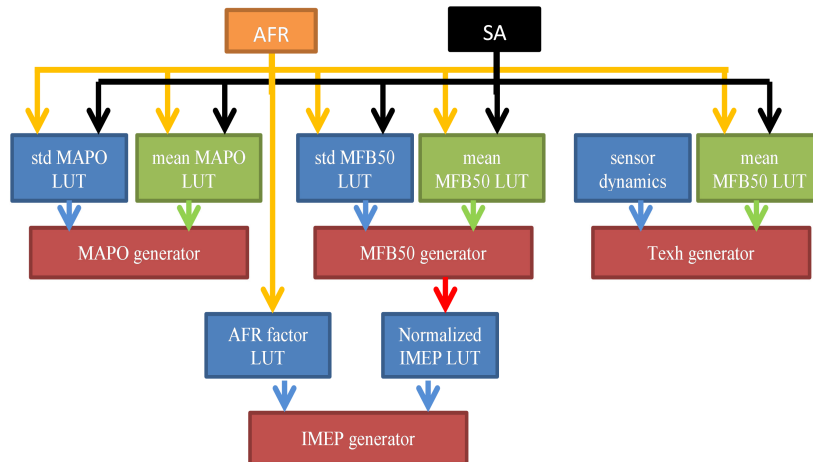 AFR
SA
std MAPO
LUT
mean MAPO
LUT
std MFB50
LUT
mean
MFB50 LUT
sensor
dynamics
mean
MFB50 LUT
MAPO generator
MFB50 generator
Texh generator
AFR factor
LUT
Normalized
IMEP LUT
IMEP generator